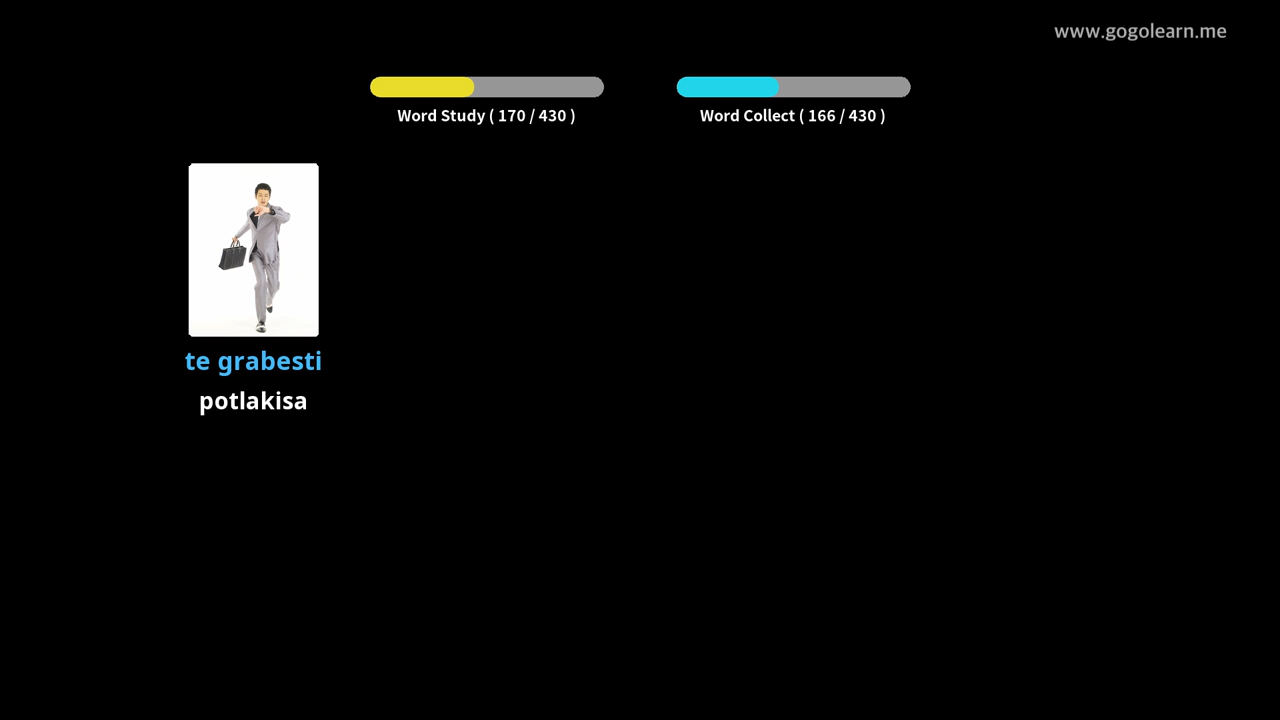 www.gogolearn.me
Word Study ( 170 / 430 )
Word Collect ( 166 / 430 )
te grabesti
potlakisa